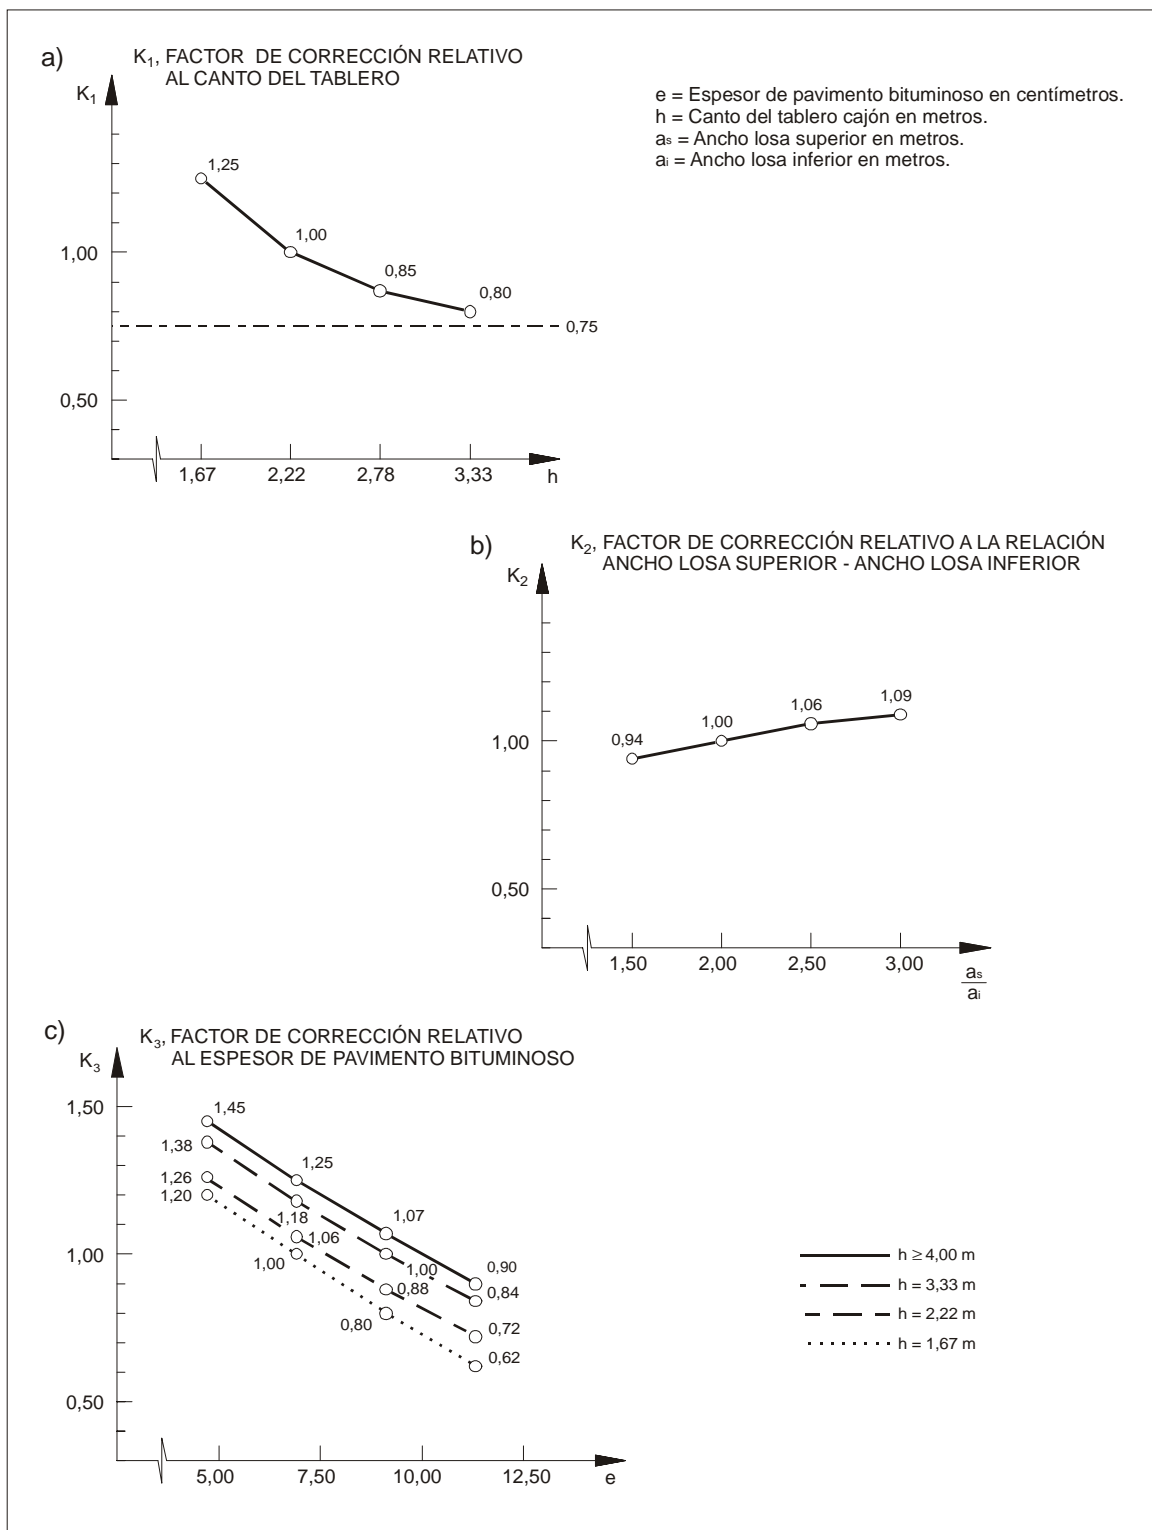 a)
K1, FACTOR DE CORRECCIÓN RELATIVO
AL CANTO DEL TABLERO
K1
e = Espesor de pavimento bituminoso en centímetros.
h = Canto del tablero cajón en metros.
as = Ancho losa superior en metros.
ai = Ancho losa inferior en metros.
1,25
1,00
1,00
0,85
0,80
0,75
0,50
1,67 2,22 2,78 3,33 h
b)
K2, FACTOR DE CORRECCIÓN RELATIVO A LA RELACIÓN
ANCHO LOSA SUPERIOR - ANCHO LOSA INFERIOR
K2
1,00
0,94
1,00
1,06
1,09
0,50
1,50 2,00 2,50 3,00
as
ai
c)
K3, FACTOR DE CORRECCIÓN RELATIVO
AL ESPESOR DE PAVIMENTO BITUMINOSO
K3
1,50
1,45
1,38
1,25
1,26
1,20
1,18
1,07
1,06
1,00
1,00
1,00
0,90
0,88
0,84
0,80
0,72
0,62
0,50
5,00 7,50 10,00 12,50
e
h ≥ 4,00 m
h = 3,33 m
h = 2,22 m
h = 1,67 m